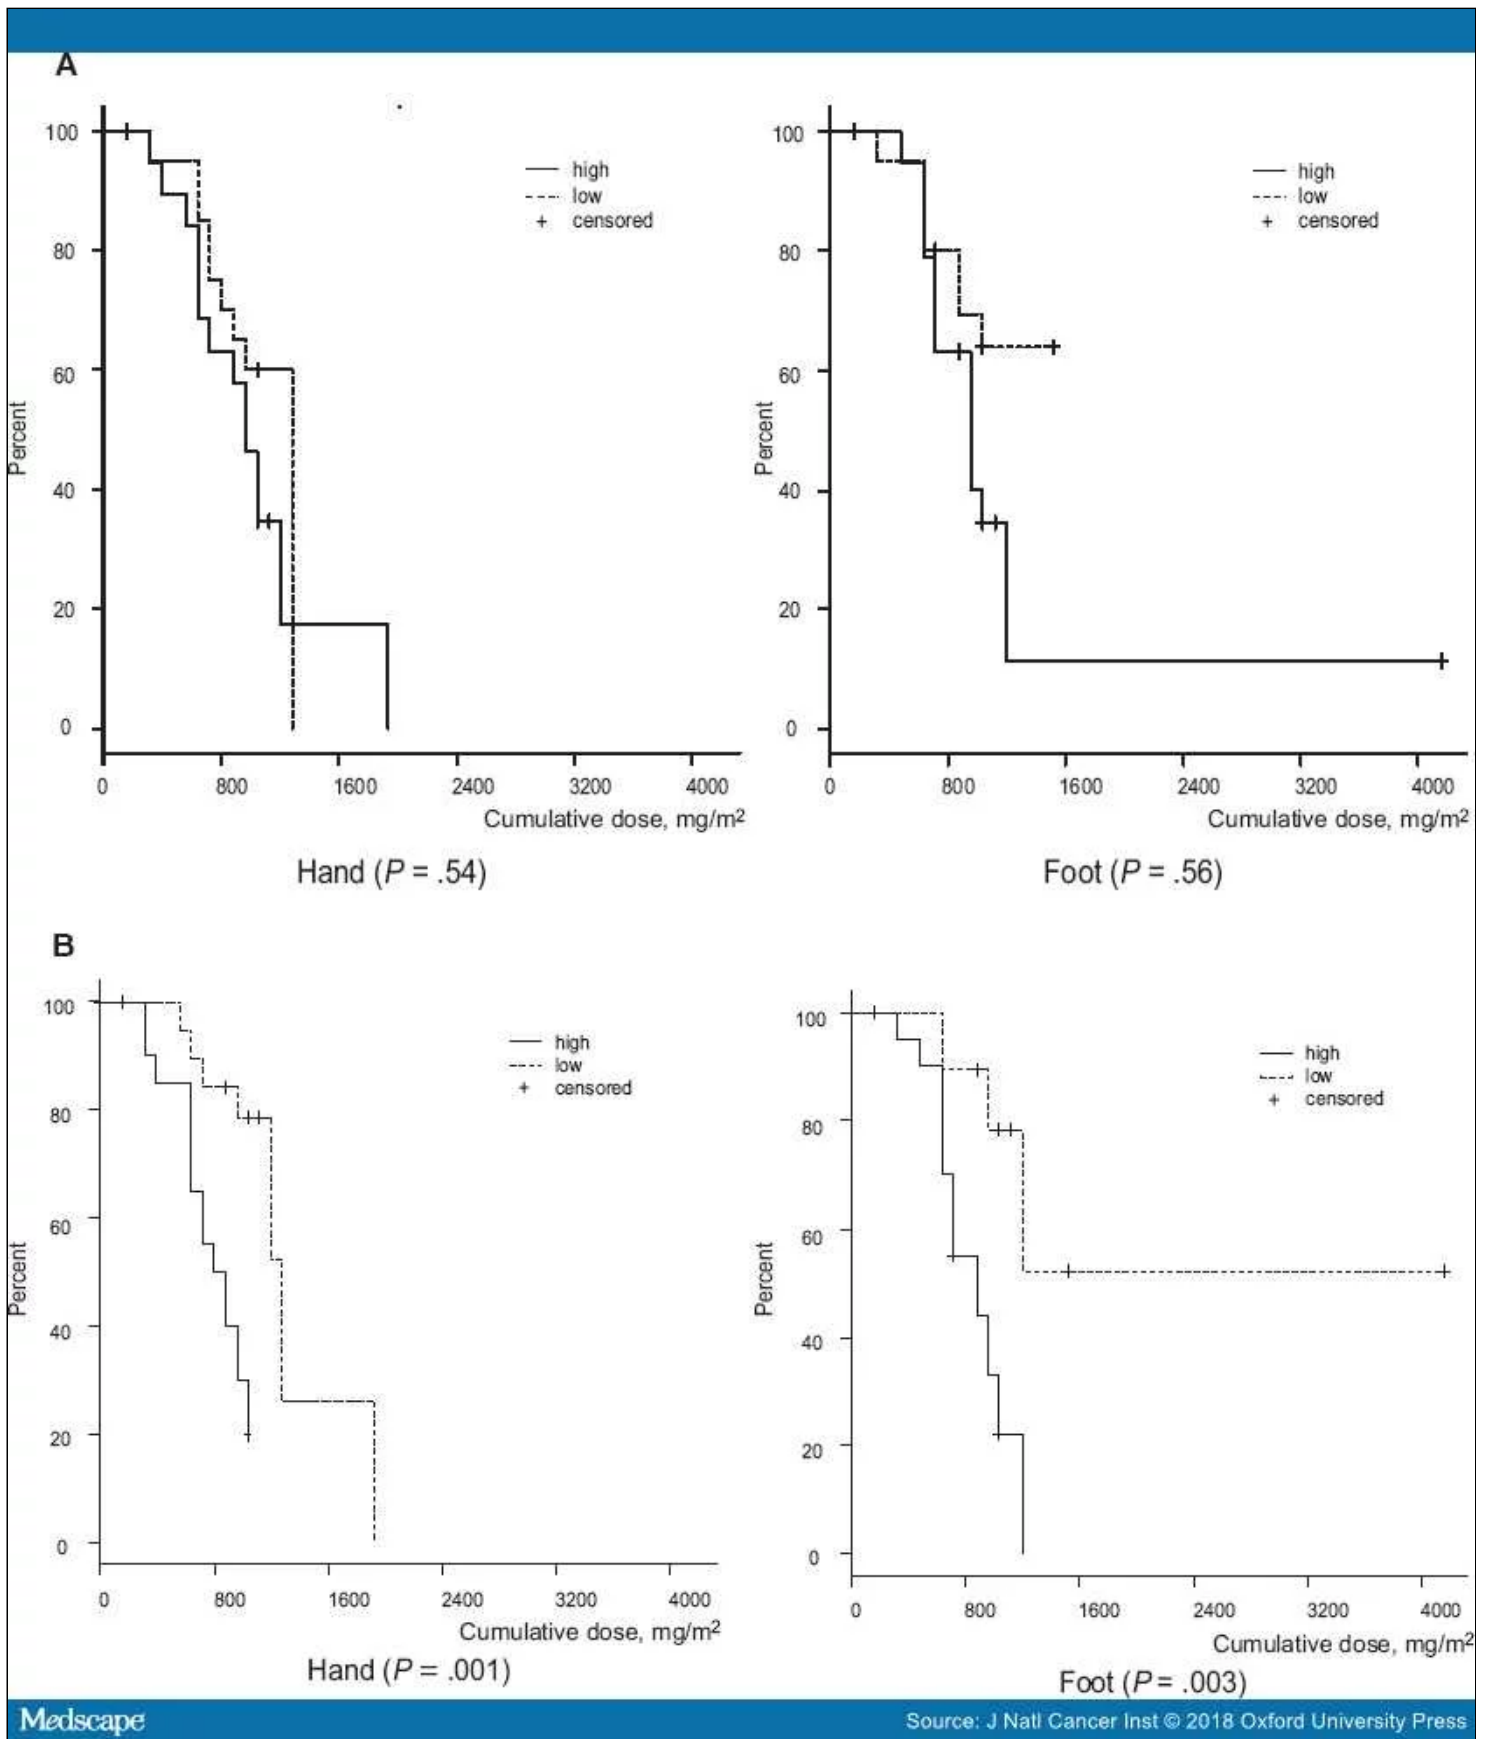 A
100
80
60
40
20
0
Percent
high
low
censored
0 800 1600 2400 3200 4000
Cumulative dose, mg/m2
Hand (P = .54)
100
80
60
40
20
0
Percent
high
low
censored
0 800 1600 2400 3200 4000
Cumulative dose, mg/m2
Foot (P = .56)
B
100
80
60
40
20
0
Percent
high
low
censored
0 800 1600 2400 3200 4000
Cumulative dose, mg/m2
Hand (P = .001)
100
80
60
40
20
0
Percent
high
low
censored
0 800 1600 2400 3200 4000
Cumulative dose, mg/m2
Foot (P = .003)
Medscape
Source: J Natl Cancer Inst © 2018 Oxford University Press